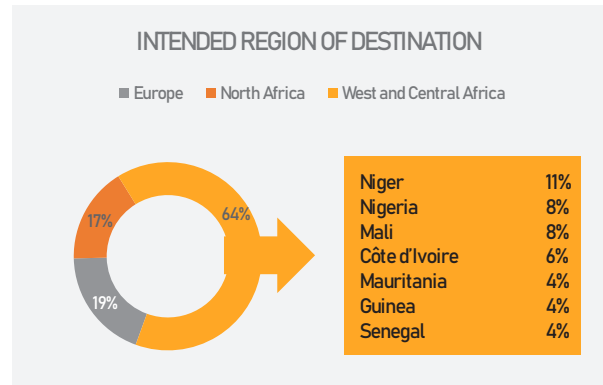 INTENDED REGION OF DESTINATION
Europe North Africa West and Central Africa
64%
17%
19%
Niger 11%
Nigeria 8%
Mali 8%
Côte d'Ivoire 6%
Mauritania 4%
Guinea 4%
Senegal 4%